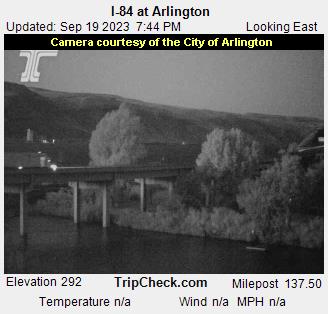 I-84 at Arlington
Updated: Sep 19 2023 7:44 PM Looking East
Camera courtesy of the City of Arlington
Elevation 292 TripCheck.com Milepost 137.50
Temperature n/a Wind n/a MPH n/a